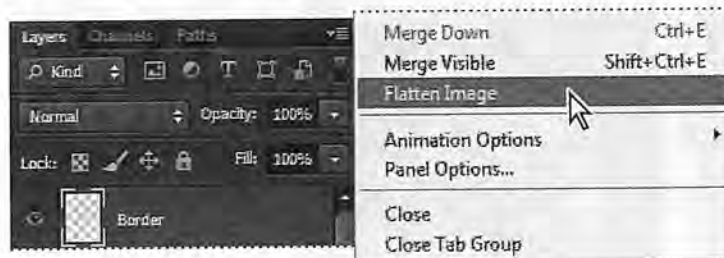 Layers Channels Paths
Kind
Normal Opacity: 100%
Lock: Fill: 100%
Border
Merge Down Ctrl+E
Merge Visible Shift+Ctrl+E
Flatten Image
Animation Options
Panel Options...
Close
Close Tab Group